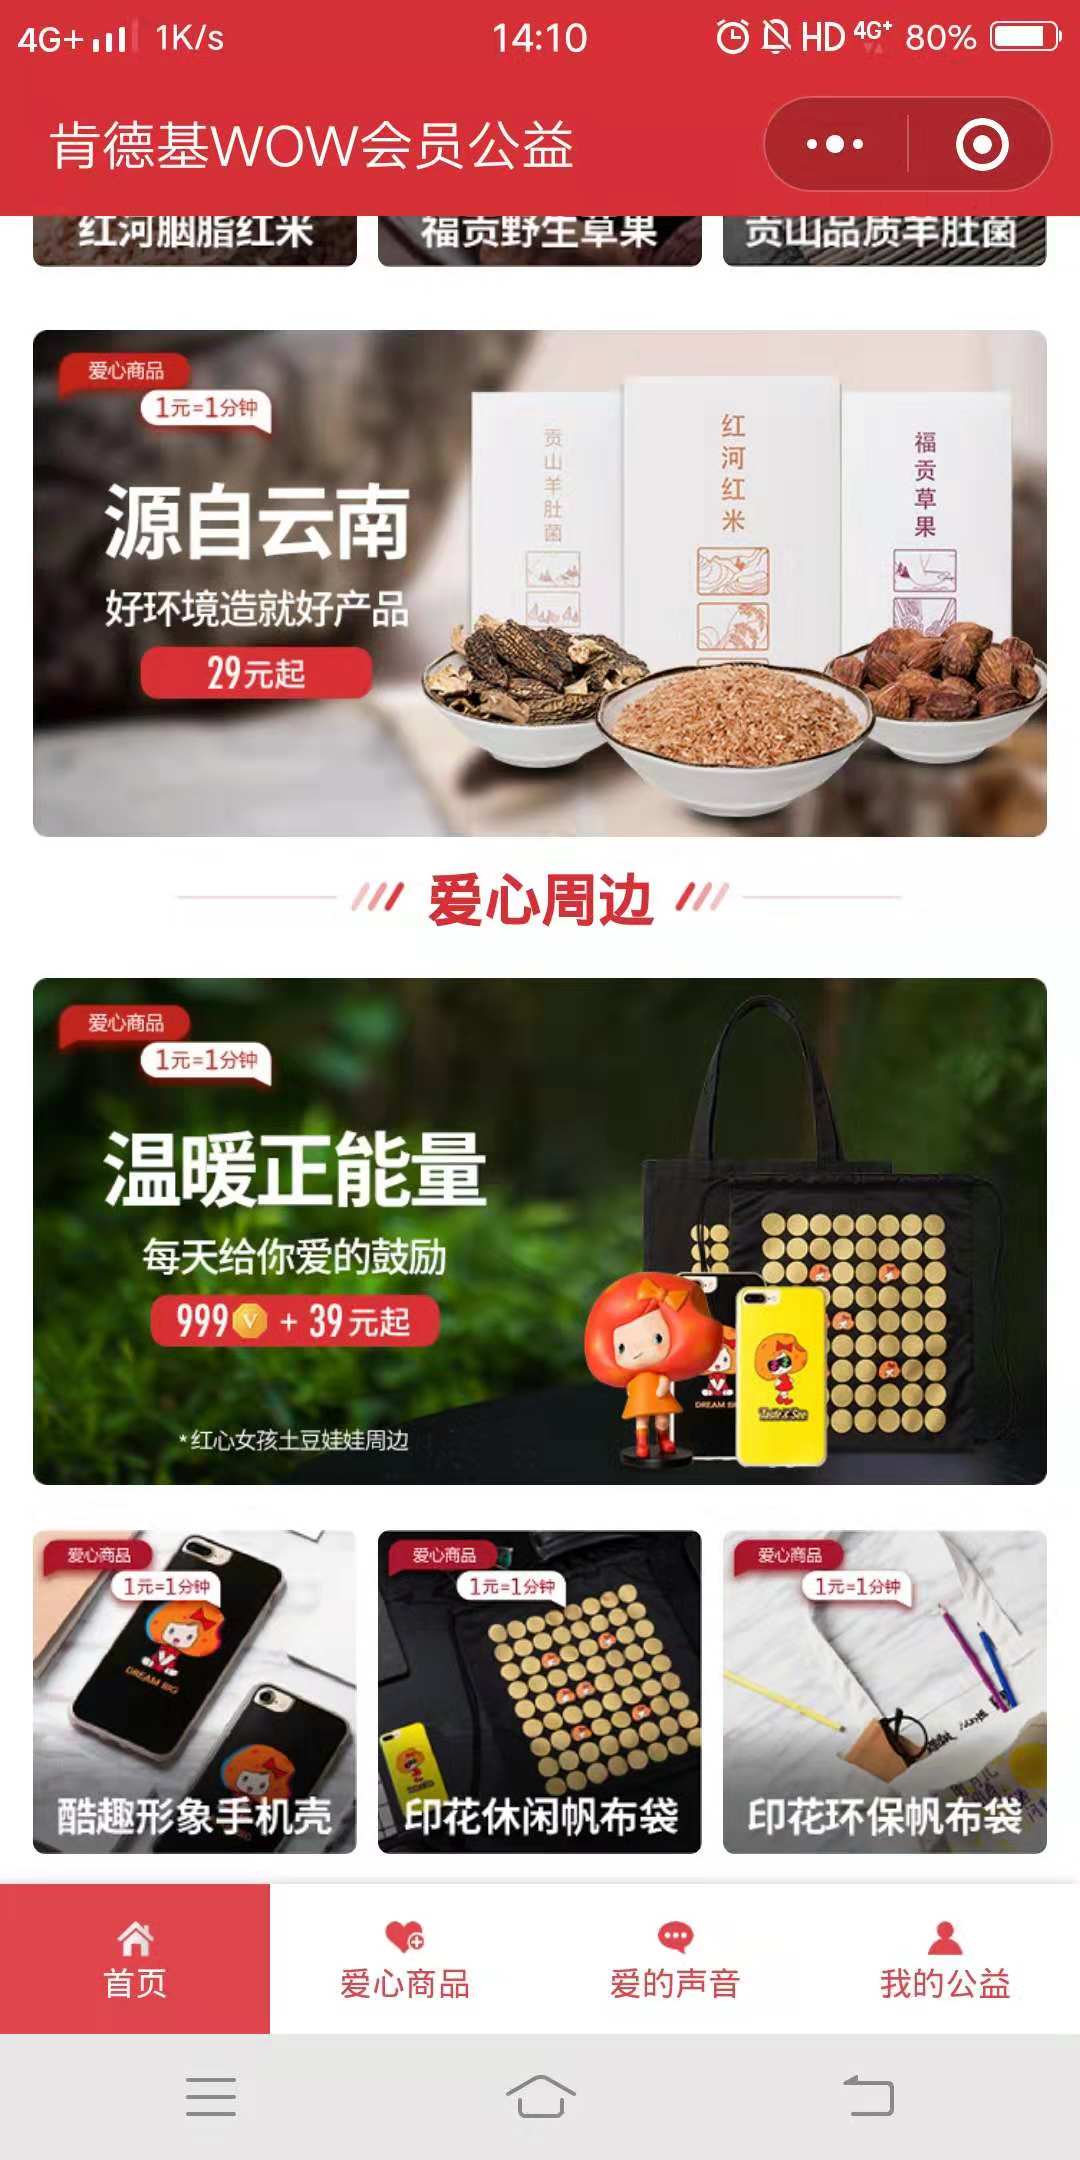 4G+ 1K/s 14:10 HD 4G+ 80%
肯德基WOW会员公益
红河胭脂红米 福贡野生草果 贡山品质羊肚菌
爱心商品
1元=1分钟
源自云南
好环境造就好产品
29元起
贡山羊肚菌
红河红米
福贡草果
爱心周边
爱心商品
1元=1分钟
温暖正能量
每天给你爱的鼓励
999 V + 39元起
*红心女孩土豆娃娃周边
DREAM BIG
Taste X See
爱心商品
1元=1分钟
DREAM BIG
酷趣形象手机壳
爱心商品
1元=1分钟
印花休闲帆布袋
爱心商品
1元=1分钟
印花环保帆布袋
首页 爱心商品 爱的声音 我的公益